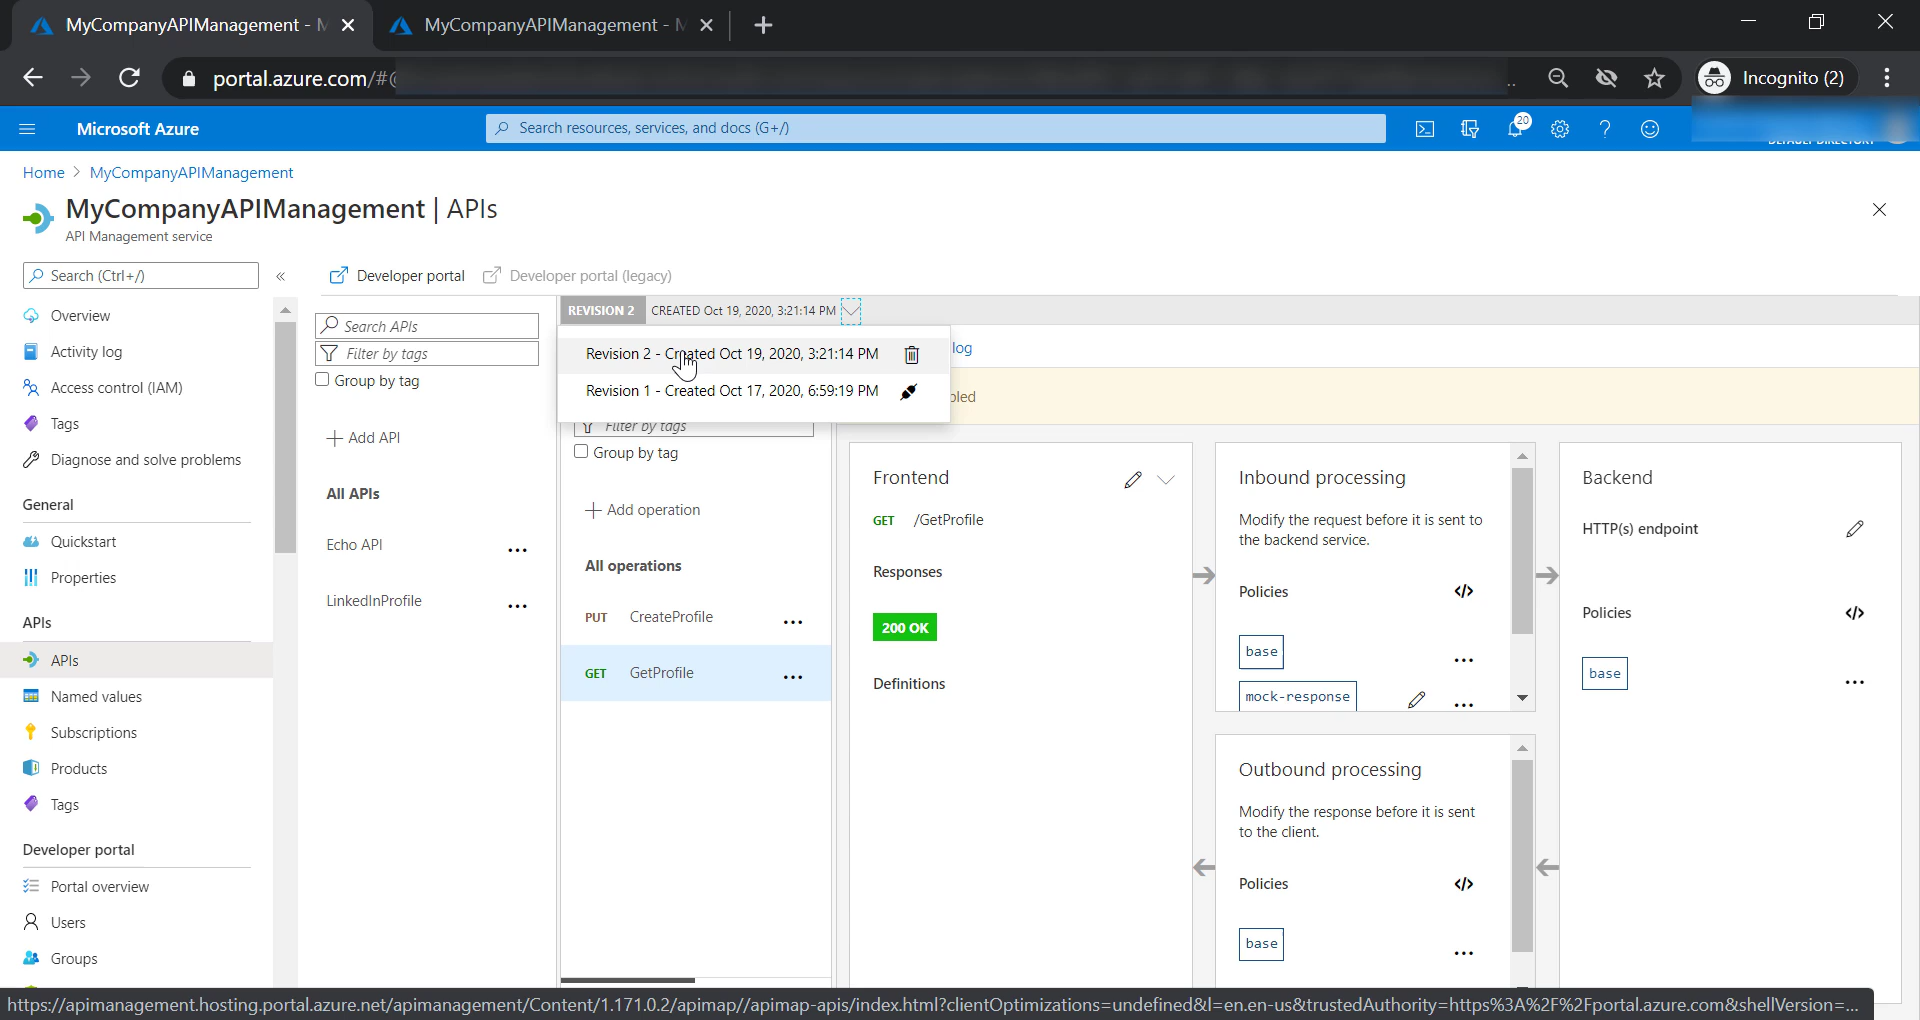 MyCompanyAPIManagement -
MyCompanyAPIManagement -
portal.azure.com/#@
Incognito (2)
Microsoft Azure
Search resources, services, and docs (G+/)
20
Home > MyCompanyAPIManagement
MyCompanyAPIManagement | APIs
API Management service
Search (Ctrl+/)
«
Overview
Activity log
Access control (IAM)
Tags
Diagnose and solve problems
General
Quickstart
Properties
APIs
APIs
Named values
Subscriptions
Products
Tags
Developer portal
Portal overview
Users
Groups
Developer portal
Developer portal (legacy)
Search APIs
Filter by tags
Group by tag
+ Add API
All APIs
Echo API
LinkedInProfile
REVISION 2
CREATED Oct 19, 2020, 3:21:14 PM
Revision 2 - Created Oct 19, 2020, 3:21:14 PM
Revision 1 - Created Oct 17, 2020, 6:59:19 PM
log
bled
Filter by tags
Group by tag
+ Add operation
All operations
PUT CreateProfile
GET GetProfile
Frontend
GET /GetProfile
Responses
200 OK
Definitions
Inbound processing
Modify the request before it is sent to
the backend service.
Policies </>
base
mock-response
Outbound processing
Modify the response before it is sent
to the client.
Policies </>
base
Backend
HTTP(s) endpoint
Policies </>
base
https://apimanagement.hosting.portal.azure.net/apimanagement/Content/1.171.0.2/apimap//apimap-apis/index.html?clientOptimizations=undefined&l=en.en-us&trustedAuthority=https%3A%2F%2Fportal.azure.com&shellVersion=...